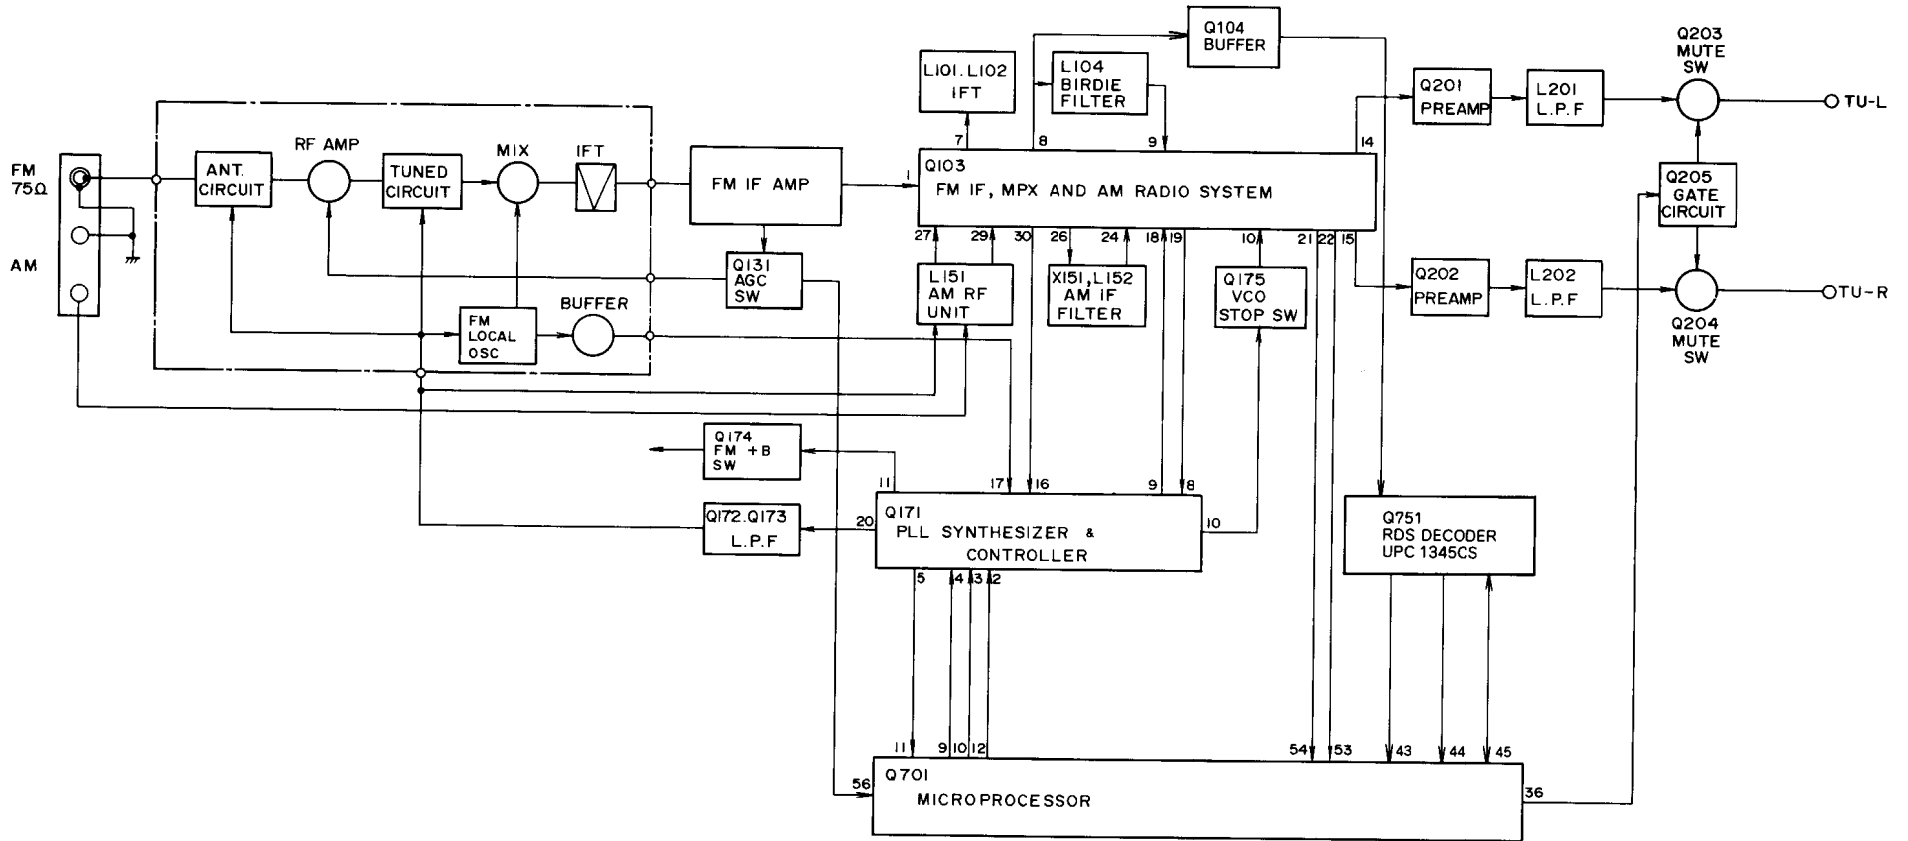 FM
75Ω
AM
ANT.
CIRCUIT
RF AMP
TUNED
CIRCUIT
MIX
IFT
FM
LOCAL
OSC
BUFFER
FM IF AMP
Q131
AGC
SW
L101.L102
IFT
L104
BIRDIE
FILTER
Q104
BUFFER
7
8
9
14
1
Q103
FM IF, MPX AND AM RADIO SYSTEM
27
29
30
26
24
18
19
10
21
22
15
L151
AM RF
UNIT
X151,L152
AM IF
FILTER
Q175
VCO
STOP SW
Q201
PREAMP
L201
L.P.F
Q203
MUTE
SW
TU-L
Q205
GATE
CIRCUIT
Q202
PREAMP
L202
L.P.F
Q204
MUTE
SW
TU-R
Q174
FM +B
SW
Q172.Q173
L.P.F
11
17
16
9
8
20
10
Q171
PLL SYNTHESIZER &
CONTROLLER
5
4
3
2
Q751
RDS DECODER
UPC 1345CS
11
9
10
12
54
53
43
44
45
56
36
Q701
MICROPROCESSOR